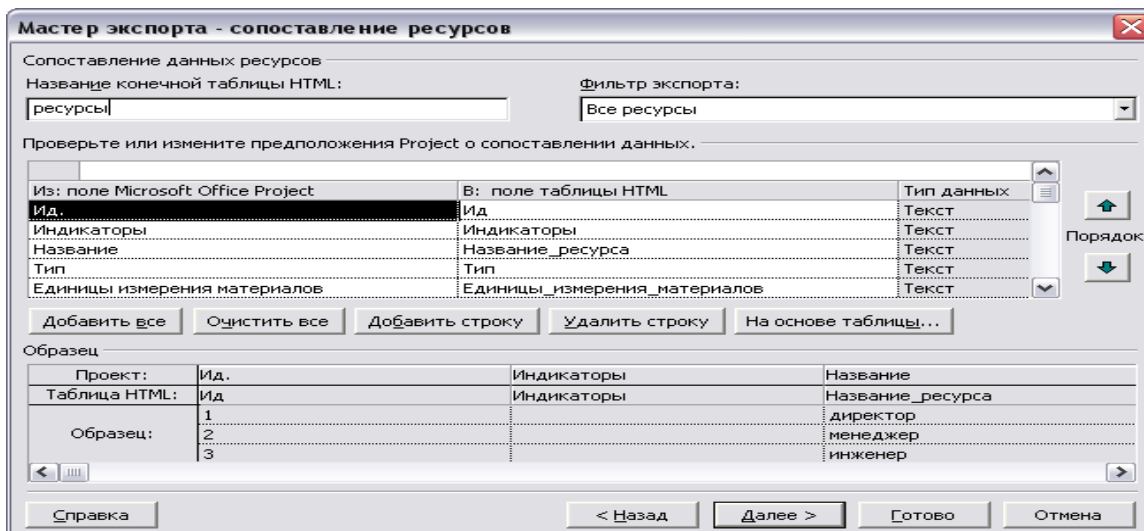 Мастер экспорта - сопоставление ресурсов
Сопоставление данных ресурсов
Название конечной таблицы HTML: Фильтр экспорта:
ресурсы Все ресурсы
Проверьте или измените предположения Project о сопоставлении данных.
Из: поле Microsoft Office Project В: поле таблицы HTML Тип данных
Ид. Ид Текст
Индикаторы Индикаторы Текст
Название Название_ресурса Текст
Порядок
Тип Тип Текст
Единицы измерения материалов Единицы_измерения_материалов Текст
Добавить все Очистить все Добавить строку Удалить строку На основе таблицы...
Образец
Проект: Ид. Индикаторы Название
Таблица HTML: Ид Индикаторы Название_ресурса
1 директор
Образец: 2 менеджер
3 инженер
Справка < Назад Далее > Готово Отмена